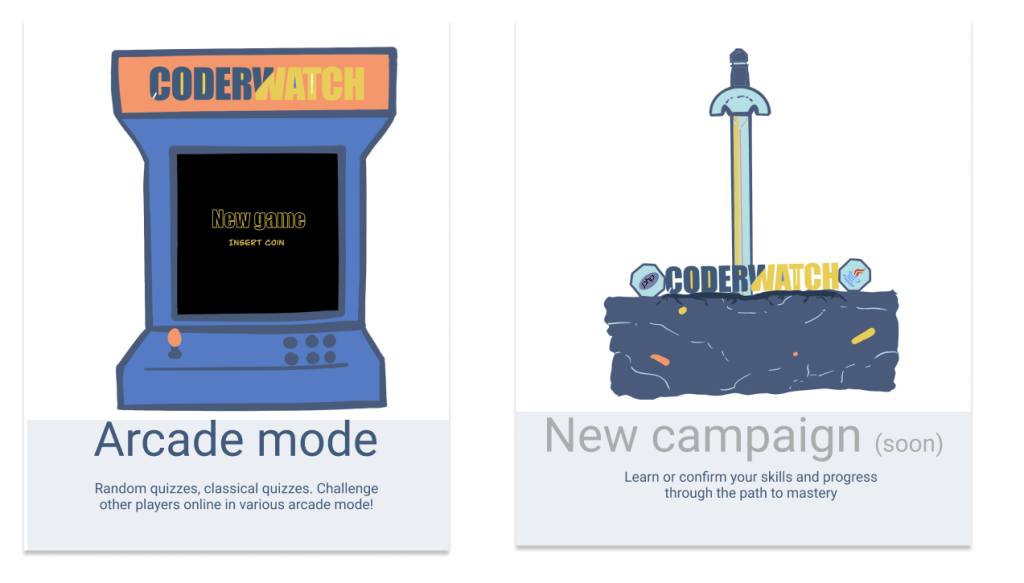 CODERWATCH
New game
INSERT COIN
Arcade mode
Random quizzes, classical quizzes. Challenge
other players online in various arcade mode!
php
CODERWATCH
New campaign (soon)
Learn or confirm your skills and progress
through the path to mastery